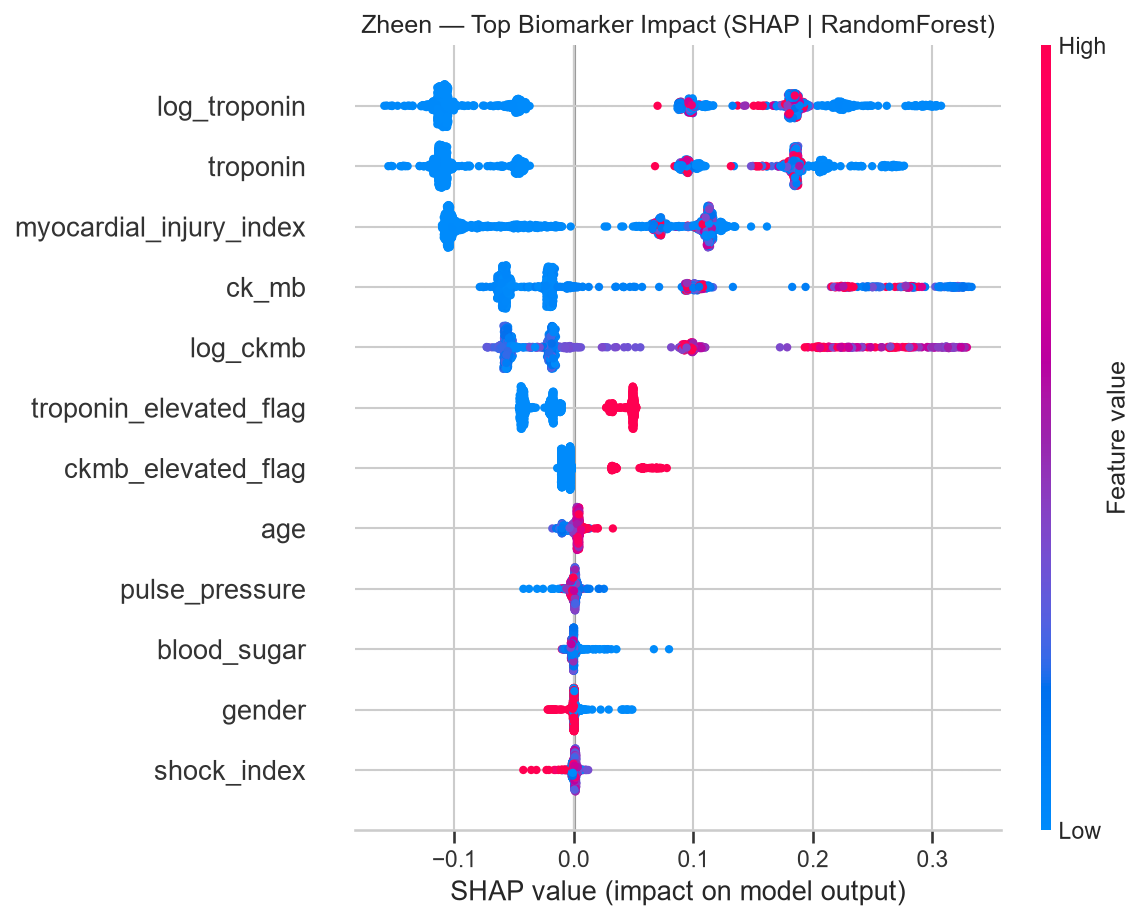 Zheen — Top Biomarker Impact (SHAP | RandomForest)
High
log_troponin
troponin
myocardial_injury_index
ck_mb
log_ckmb
troponin_elevated_flag
ckmb_elevated_flag
age
pulse_pressure
blood_sugar
gender
shock_index
Feature value
Low
−0.1 0.0 0.1 0.2 0.3
SHAP value (impact on model output)